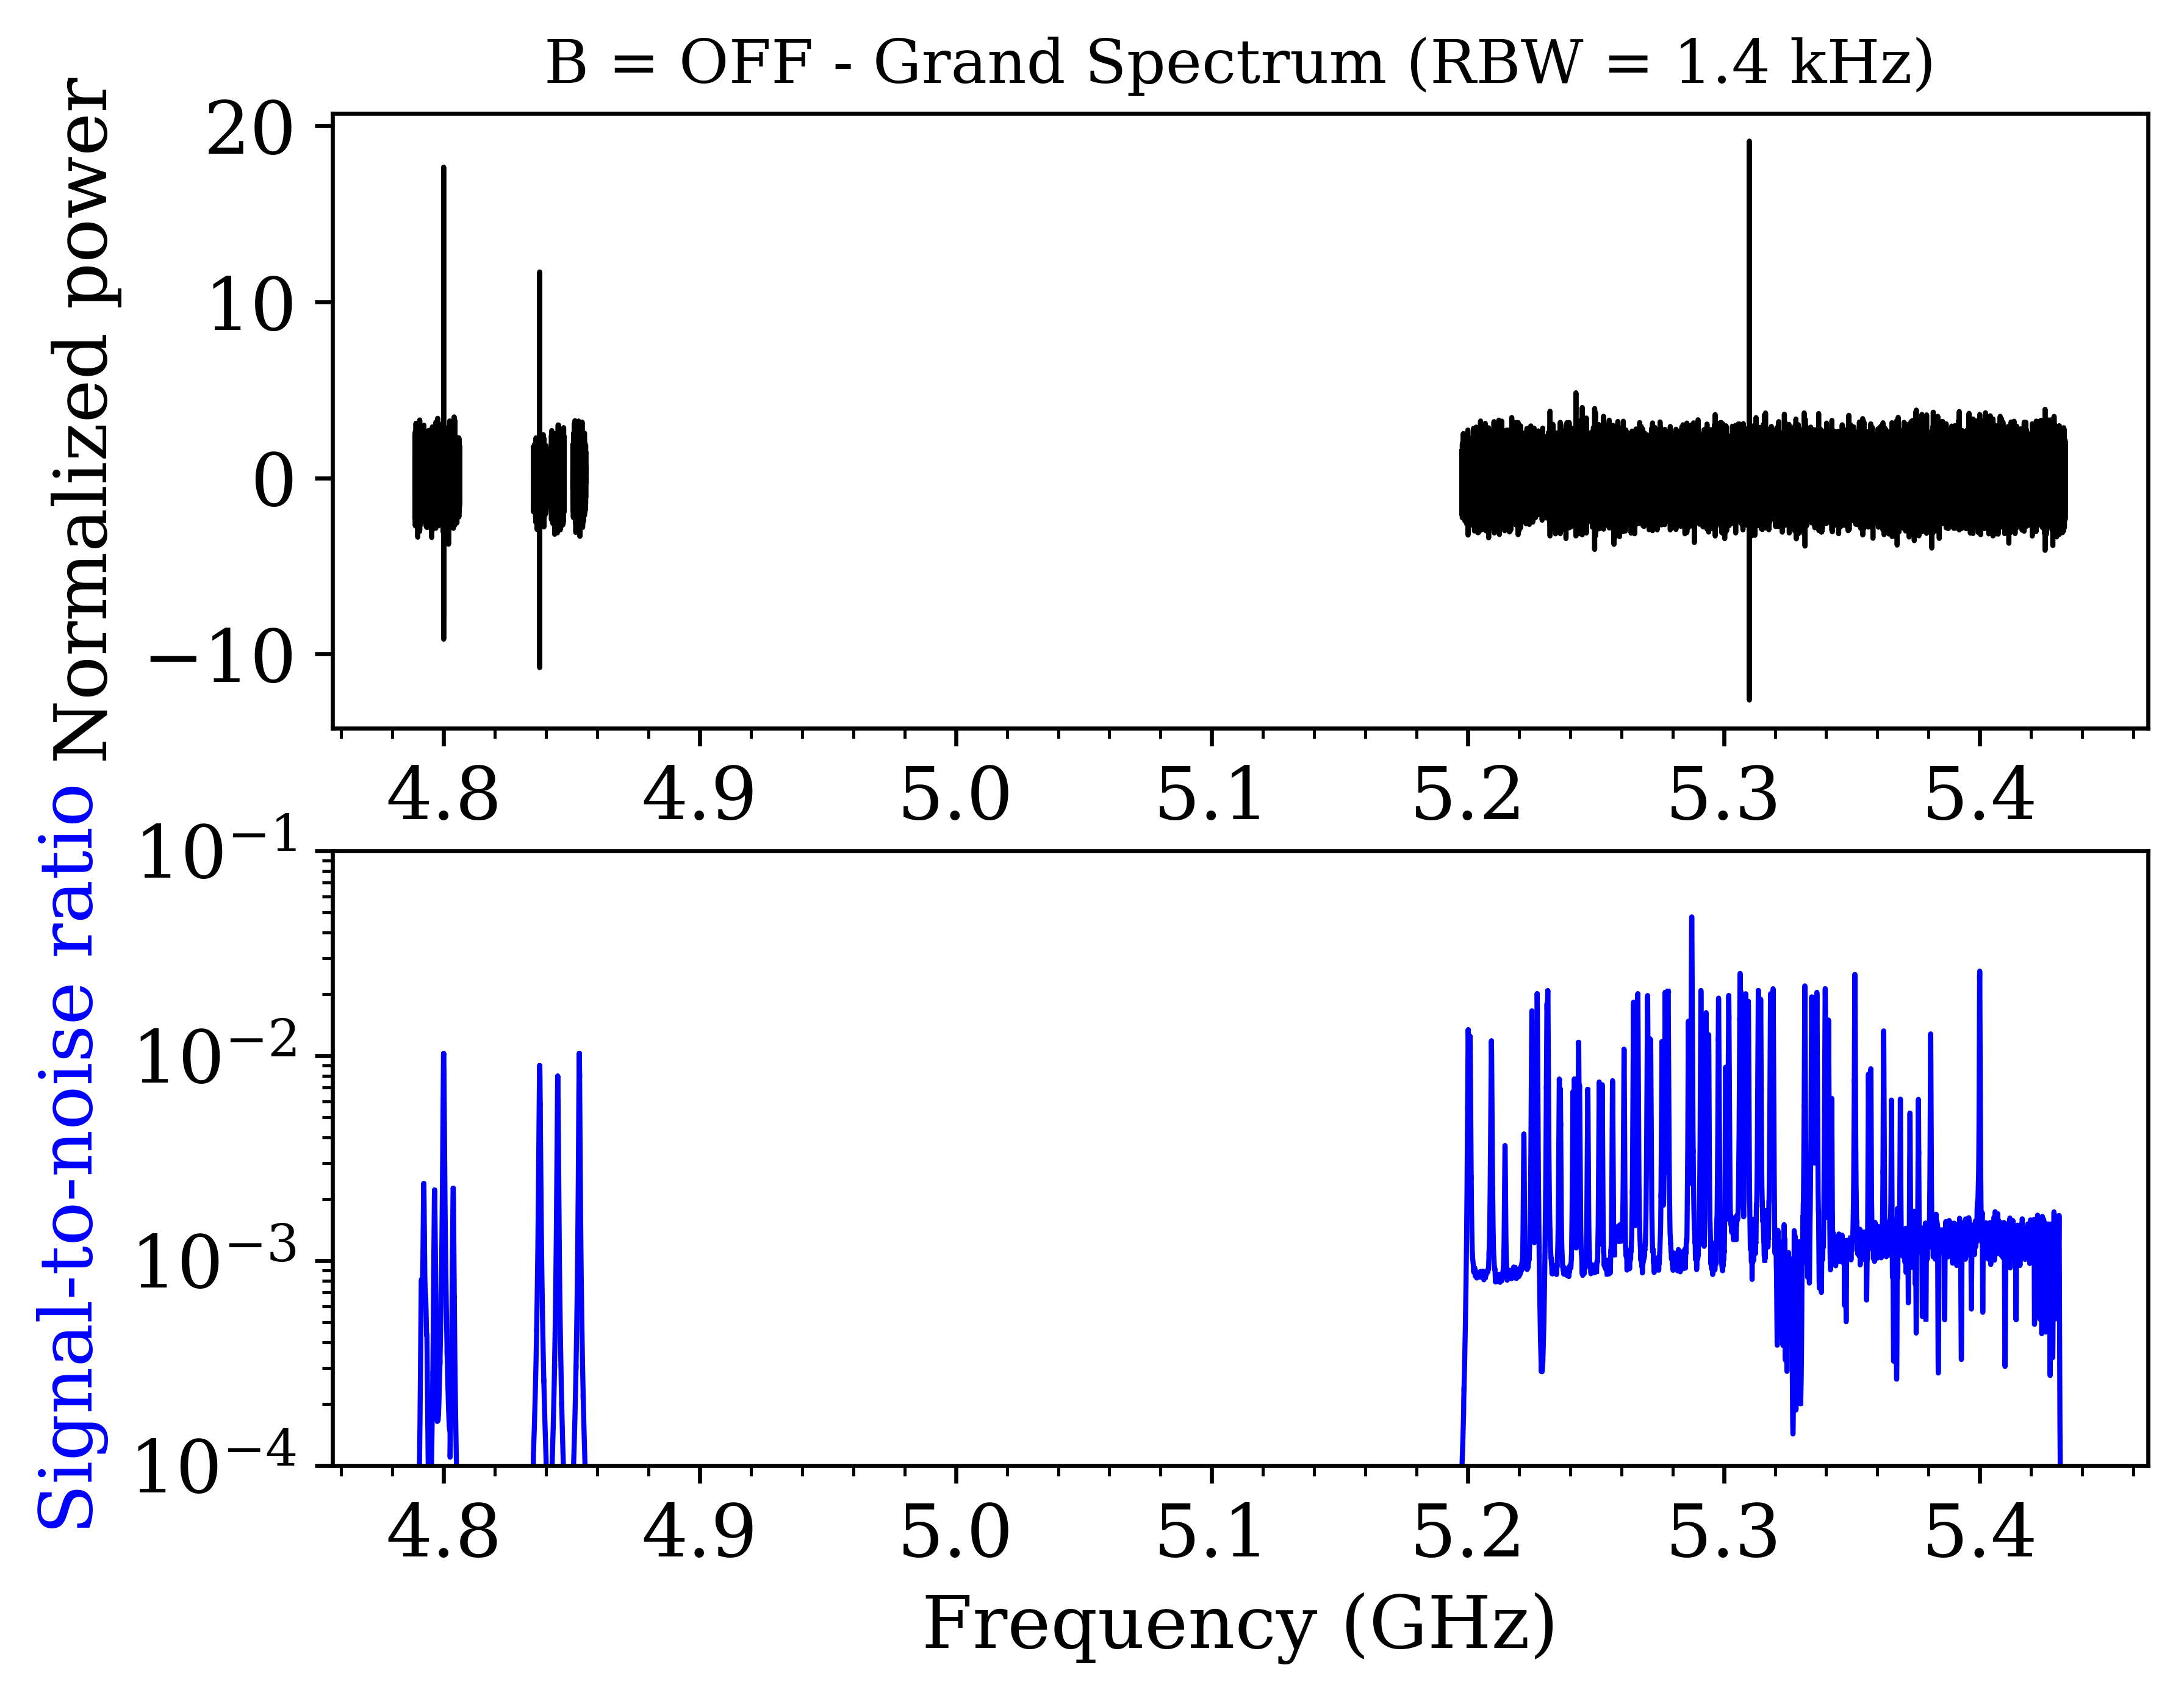 B = OFF - Grand Spectrum (RBW = 1.4 kHz)
Normalized power
20
10
0
−10
4.8 4.9 5.0 5.1 5.2 5.3 5.4
Signal-to-noise ratio
10⁻¹
10⁻²
10⁻³
10⁻⁴
4.8 4.9 5.0 5.1 5.2 5.3 5.4
Frequency (GHz)